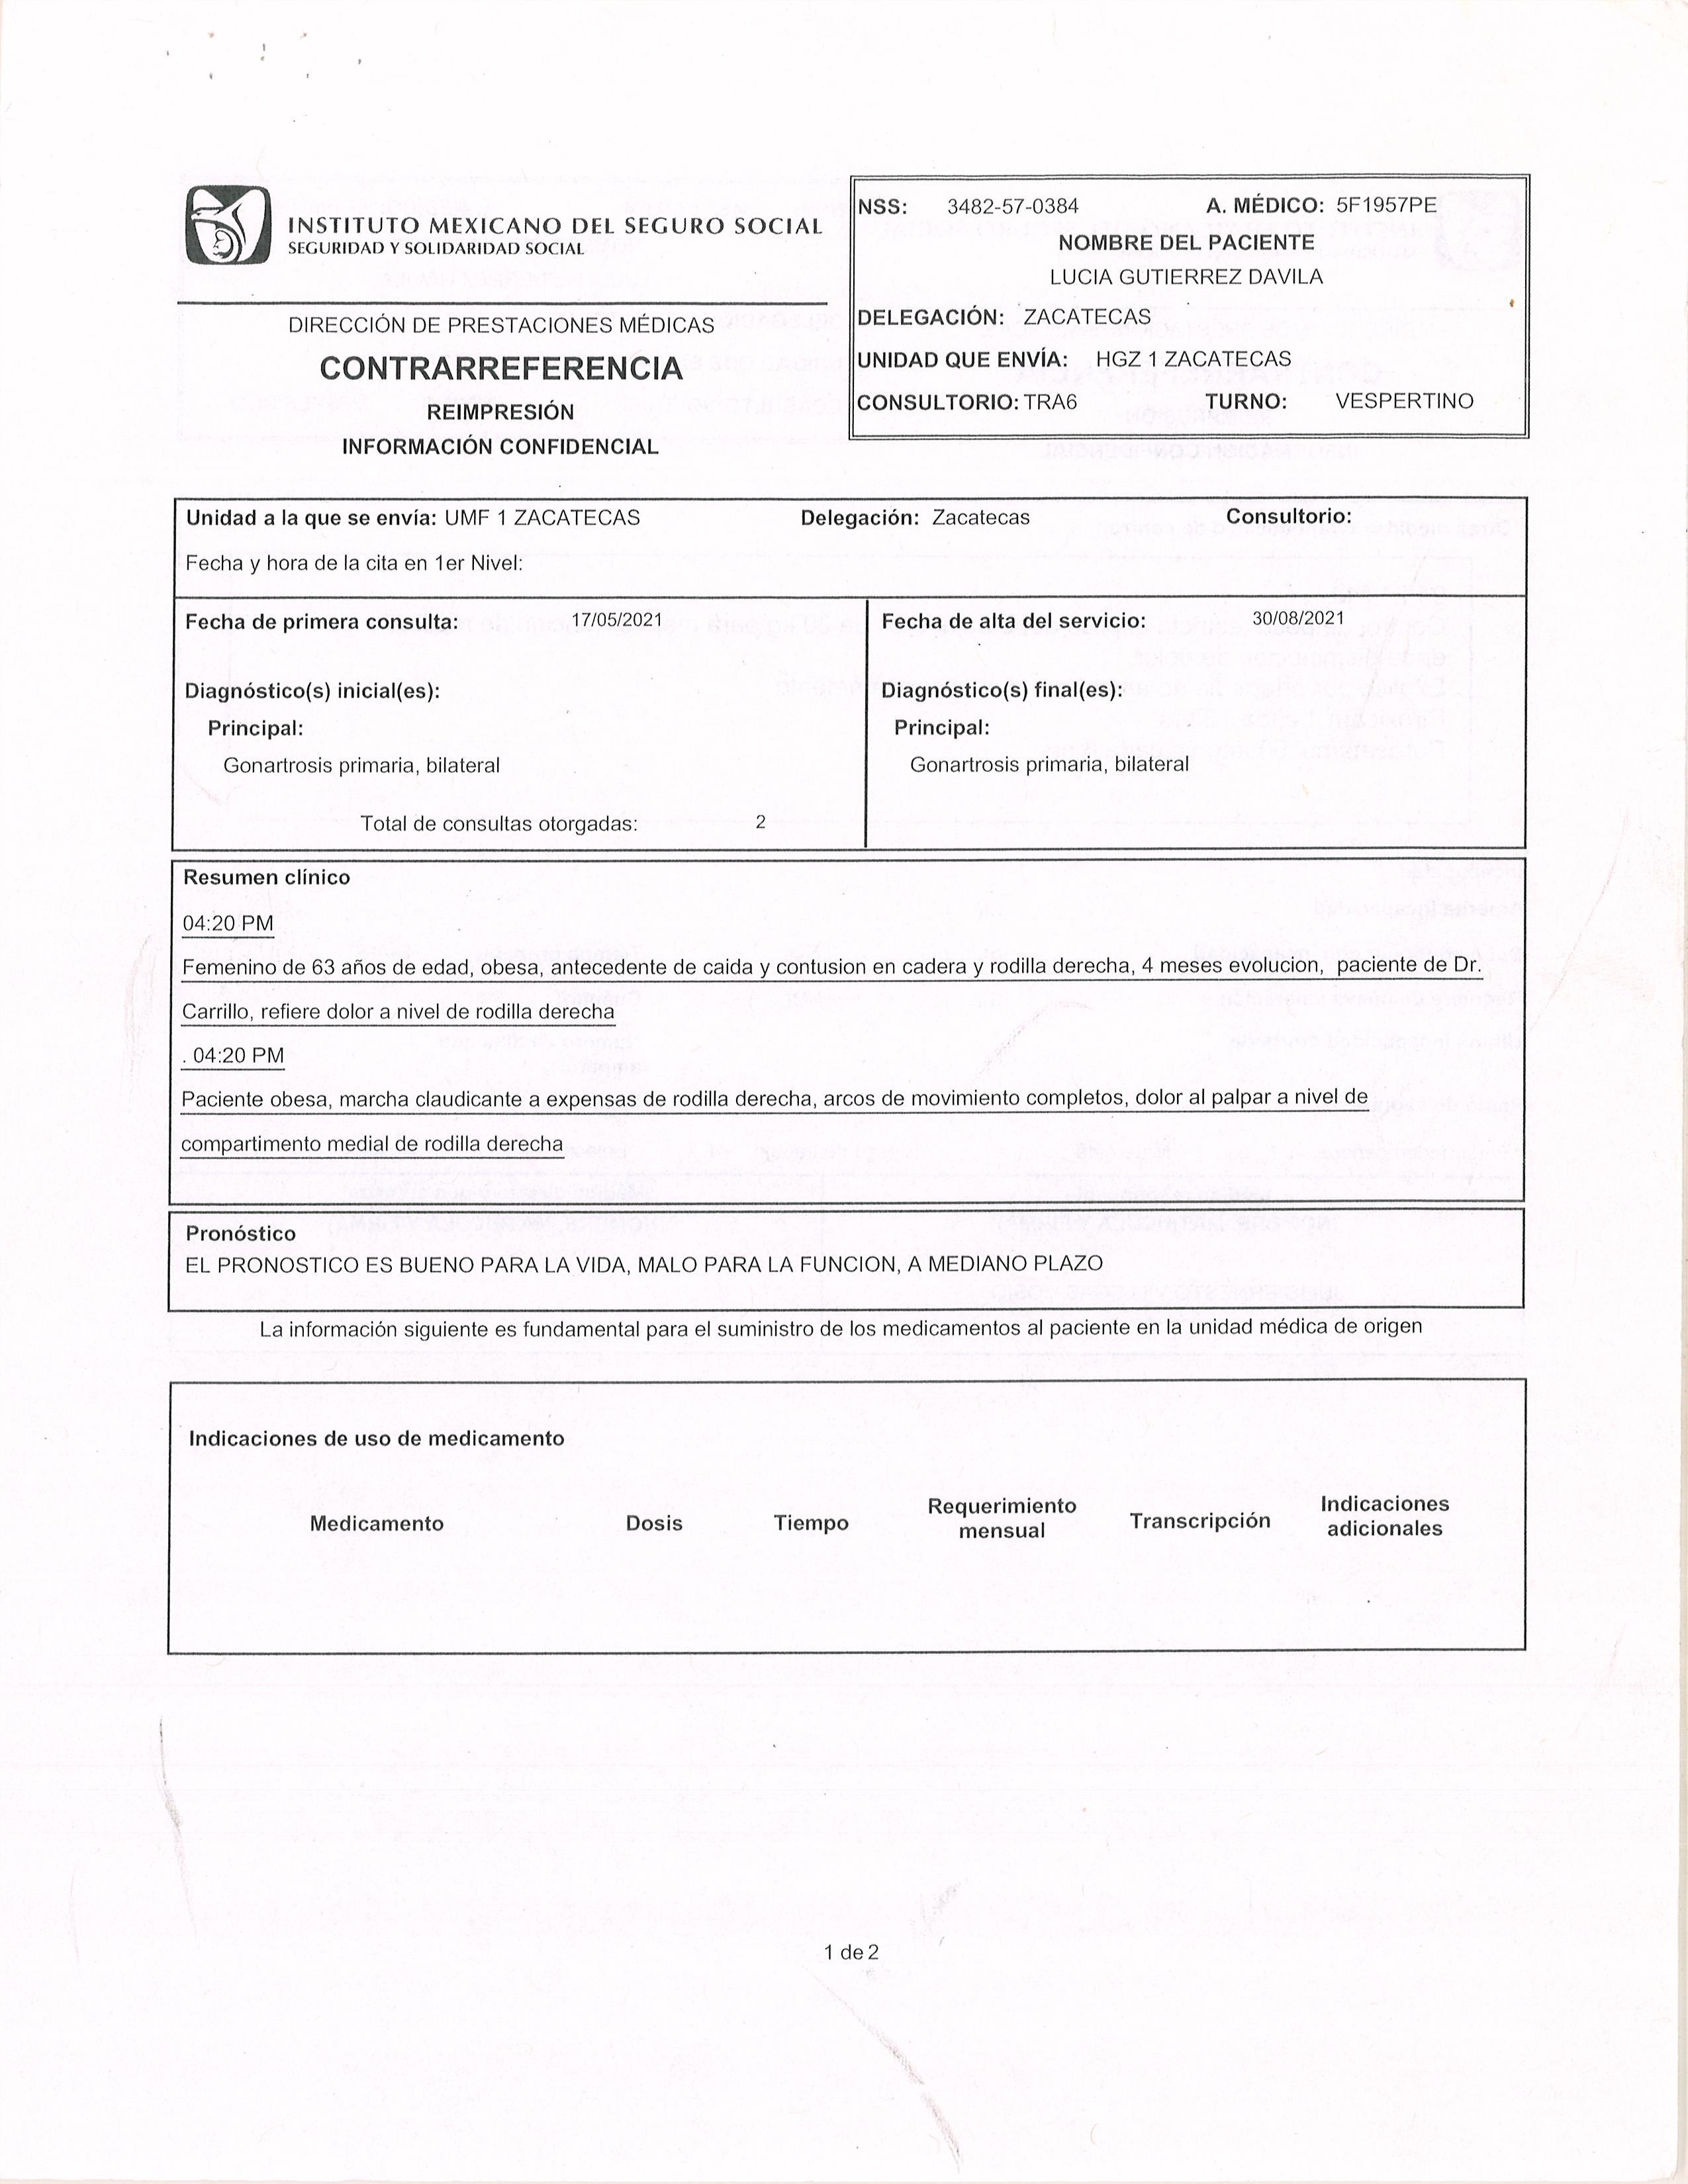 INSTITUTO MEXICANO DEL SEGURO SOCIAL
SEGURIDAD Y SOLIDARIDAD SOCIAL
DIRECCIÓN DE PRESTACIONES MÉDICAS
CONTRARREFERENCIA
REIMPRESIÓN
INFORMACIÓN CONFIDENCIAL
NSS: 3482-57-0384 A. MÉDICO: 5F1957PE
NOMBRE DEL PACIENTE
LUCIA GUTIERREZ DAVILA
DELEGACIÓN: ZACATECAS
UNIDAD QUE ENVÍA: HGZ 1 ZACATECAS
CONSULTORIO: TRA6 TURNO: VESPERTINO
Unidad a la que se envía: UMF 1 ZACATECAS Delegación: Zacatecas Consultorio:
Fecha y hora de la cita en 1er Nivel:
Fecha de primera consulta: 17/05/2021
Diagnóstico(s) inicial(es):
Principal:
Gonartrosis primaria, bilateral
Total de consultas otorgadas: 2
Fecha de alta del servicio: 30/08/2021
Diagnóstico(s) final(es):
Principal:
Gonartrosis primaria, bilateral
Resumen clínico
04:20 PM
Femenino de 63 años de edad, obesa, antecedente de caida y contusion en cadera y rodilla derecha, 4 meses evolucion, paciente de Dr.
Carrillo, refiere dolor a nivel de rodilla derecha
. 04:20 PM
Paciente obesa, marcha claudicante a expensas de rodilla derecha, arcos de movimiento completos, dolor al palpar a nivel de
compartimento medial de rodilla derecha
Pronóstico
EL PRONOSTICO ES BUENO PARA LA VIDA, MALO PARA LA FUNCION, A MEDIANO PLAZO
La información siguiente es fundamental para el suministro de los medicamentos al paciente en la unidad médica de origen
Indicaciones de uso de medicamento
Medicamento Dosis Tiempo Requerimiento mensual Transcripción Indicaciones adicionales
1 de 2